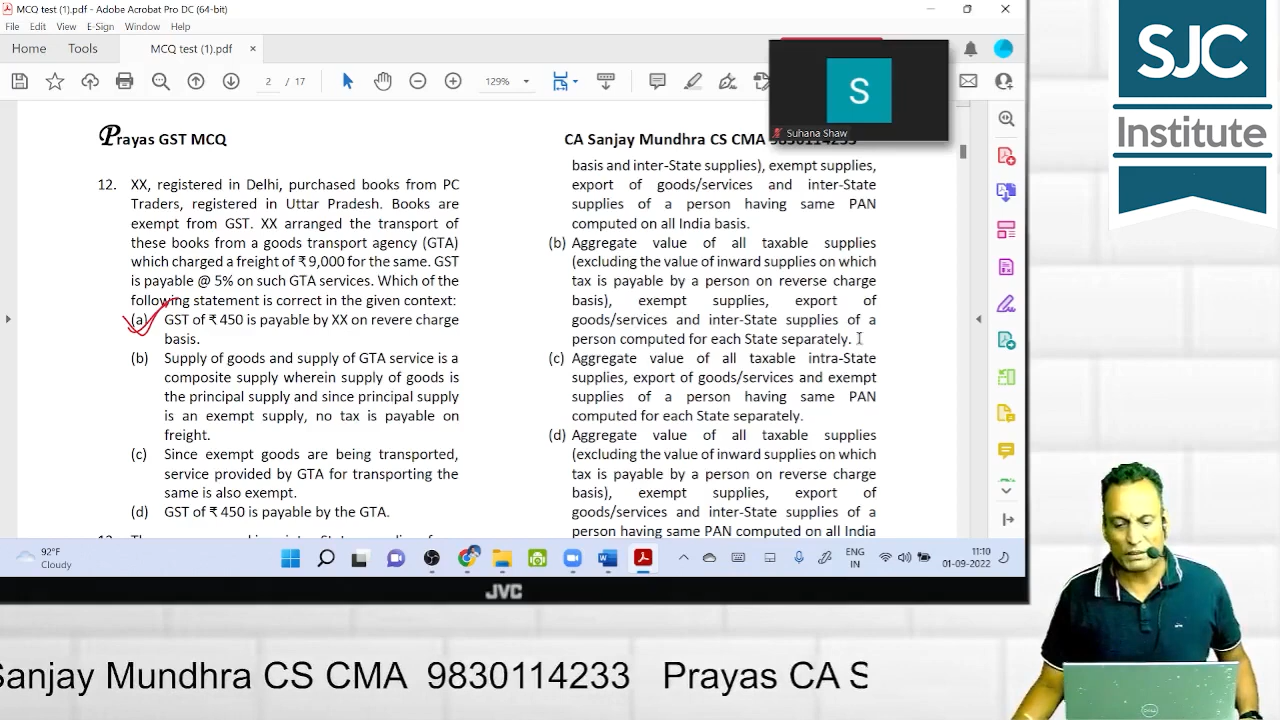 MCQ test (1).pdf - Adobe Acrobat Pro DC (64-bit)
File Edit View E-Sign Window Help
Home Tools MCQ test (1).pdf ×
2 / 17
129%
S
Suhana Shaw
Prayas GST MCQ
12. XX, registered in Delhi, purchased books from PC
Traders, registered in Uttar Pradesh. Books are
exempt from GST. XX arranged the transport of
these books from a goods transport agency (GTA)
which charged a freight of ₹ 9,000 for the same. GST
is payable @ 5% on such GTA services. Which of the
following statement is correct in the given context:
(a) GST of ₹ 450 is payable by XX on revere charge
basis.
(b) Supply of goods and supply of GTA service is a
composite supply wherein supply of goods is
the principal supply and since principal supply
is an exempt supply, no tax is payable on
freight.
(c) Since exempt goods are being transported,
service provided by GTA for transporting the
same is also exempt.
(d) GST of ₹ 450 is payable by the GTA.
CA Sanjay Mundhra CS CMA 9830114233
basis and inter-State supplies), exempt supplies,
export of goods/services and inter-State
supplies of a person having same PAN
computed on all India basis.
(b) Aggregate value of all taxable supplies
(excluding the value of inward supplies on which
tax is payable by a person on reverse charge
basis), exempt supplies, export of
goods/services and inter-State supplies of a
person computed for each State separately.
(c) Aggregate value of all taxable intra-State
supplies, export of goods/services and exempt
supplies of a person having same PAN
computed for each State separately.
(d) Aggregate value of all taxable supplies
(excluding the value of inward supplies on which
tax is payable by a person on reverse charge
basis), exempt supplies, export of
goods/services and inter-State supplies of a
person having same PAN computed on all India
92°F
Cloudy
ENG
IN
11:10
01-09-2022
JVC
SJC
Institute
DELL
Sanjay Mundhra CS CMA 9830114233 Prayas CA S